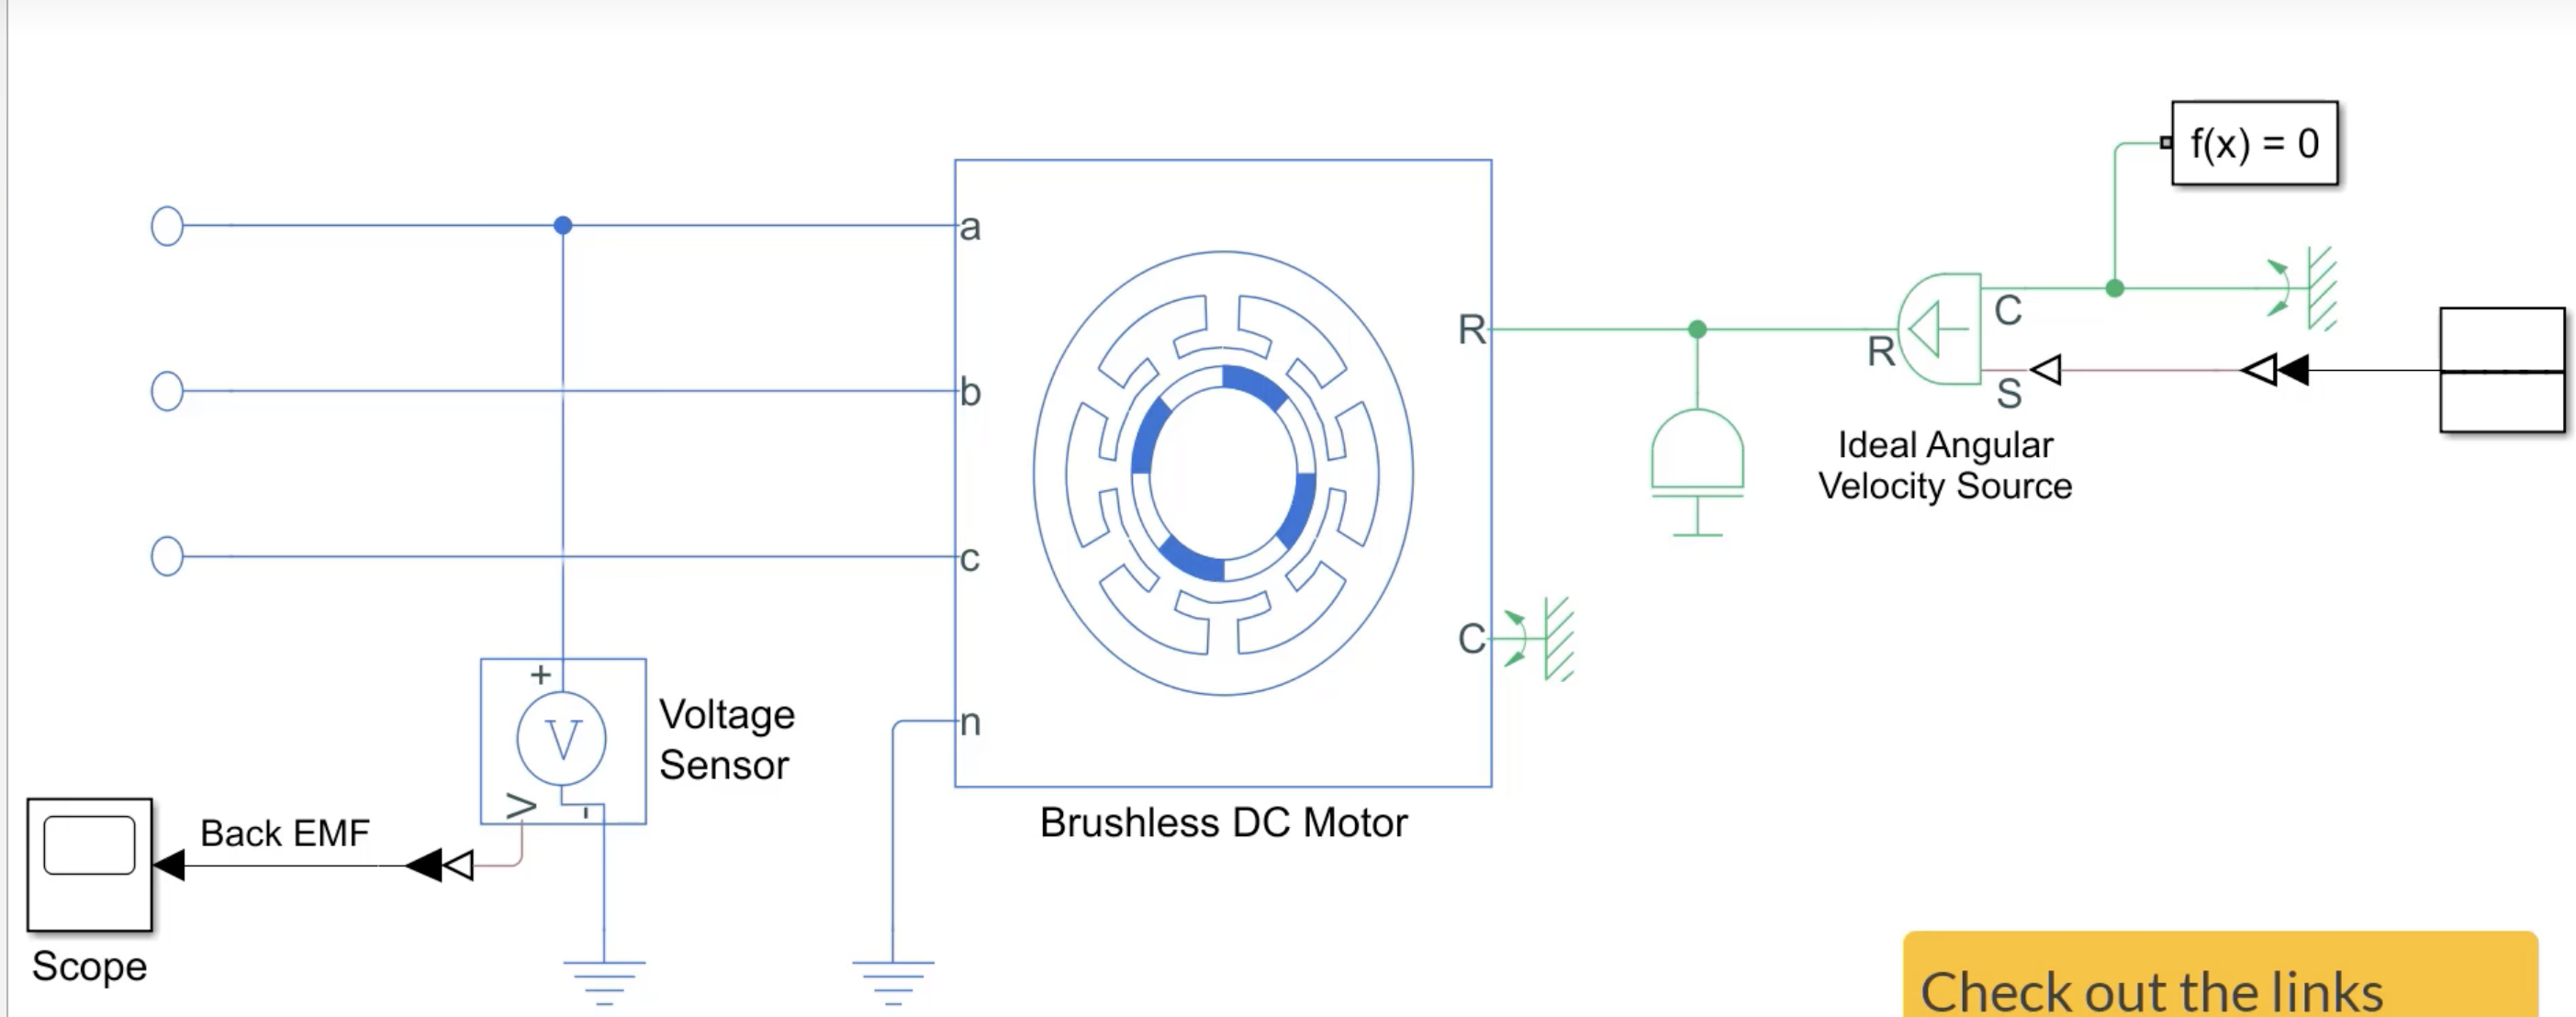 f(x) = 0
a
b
c
n
R
C
R
C
S
Ideal Angular
Velocity Source
+
V
-
V
Voltage
Sensor
Back EMF
Brushless DC Motor
Scope
Check out the links